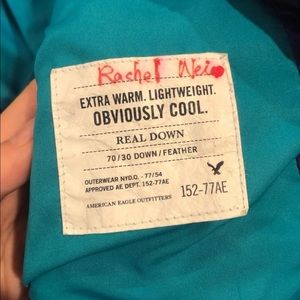 Rachel
EXTRA WARM. LIGHTWEIGHT.
OBVIOUSLY COOL.
REAL DOWN
70/30 DOWN/FEATHER
OUTERWEAR NYD.O. - 77/54
APPROVED AE DEPT. 152-77AE
152-77AE
AMERICAN EAGLE OUTFITTERS